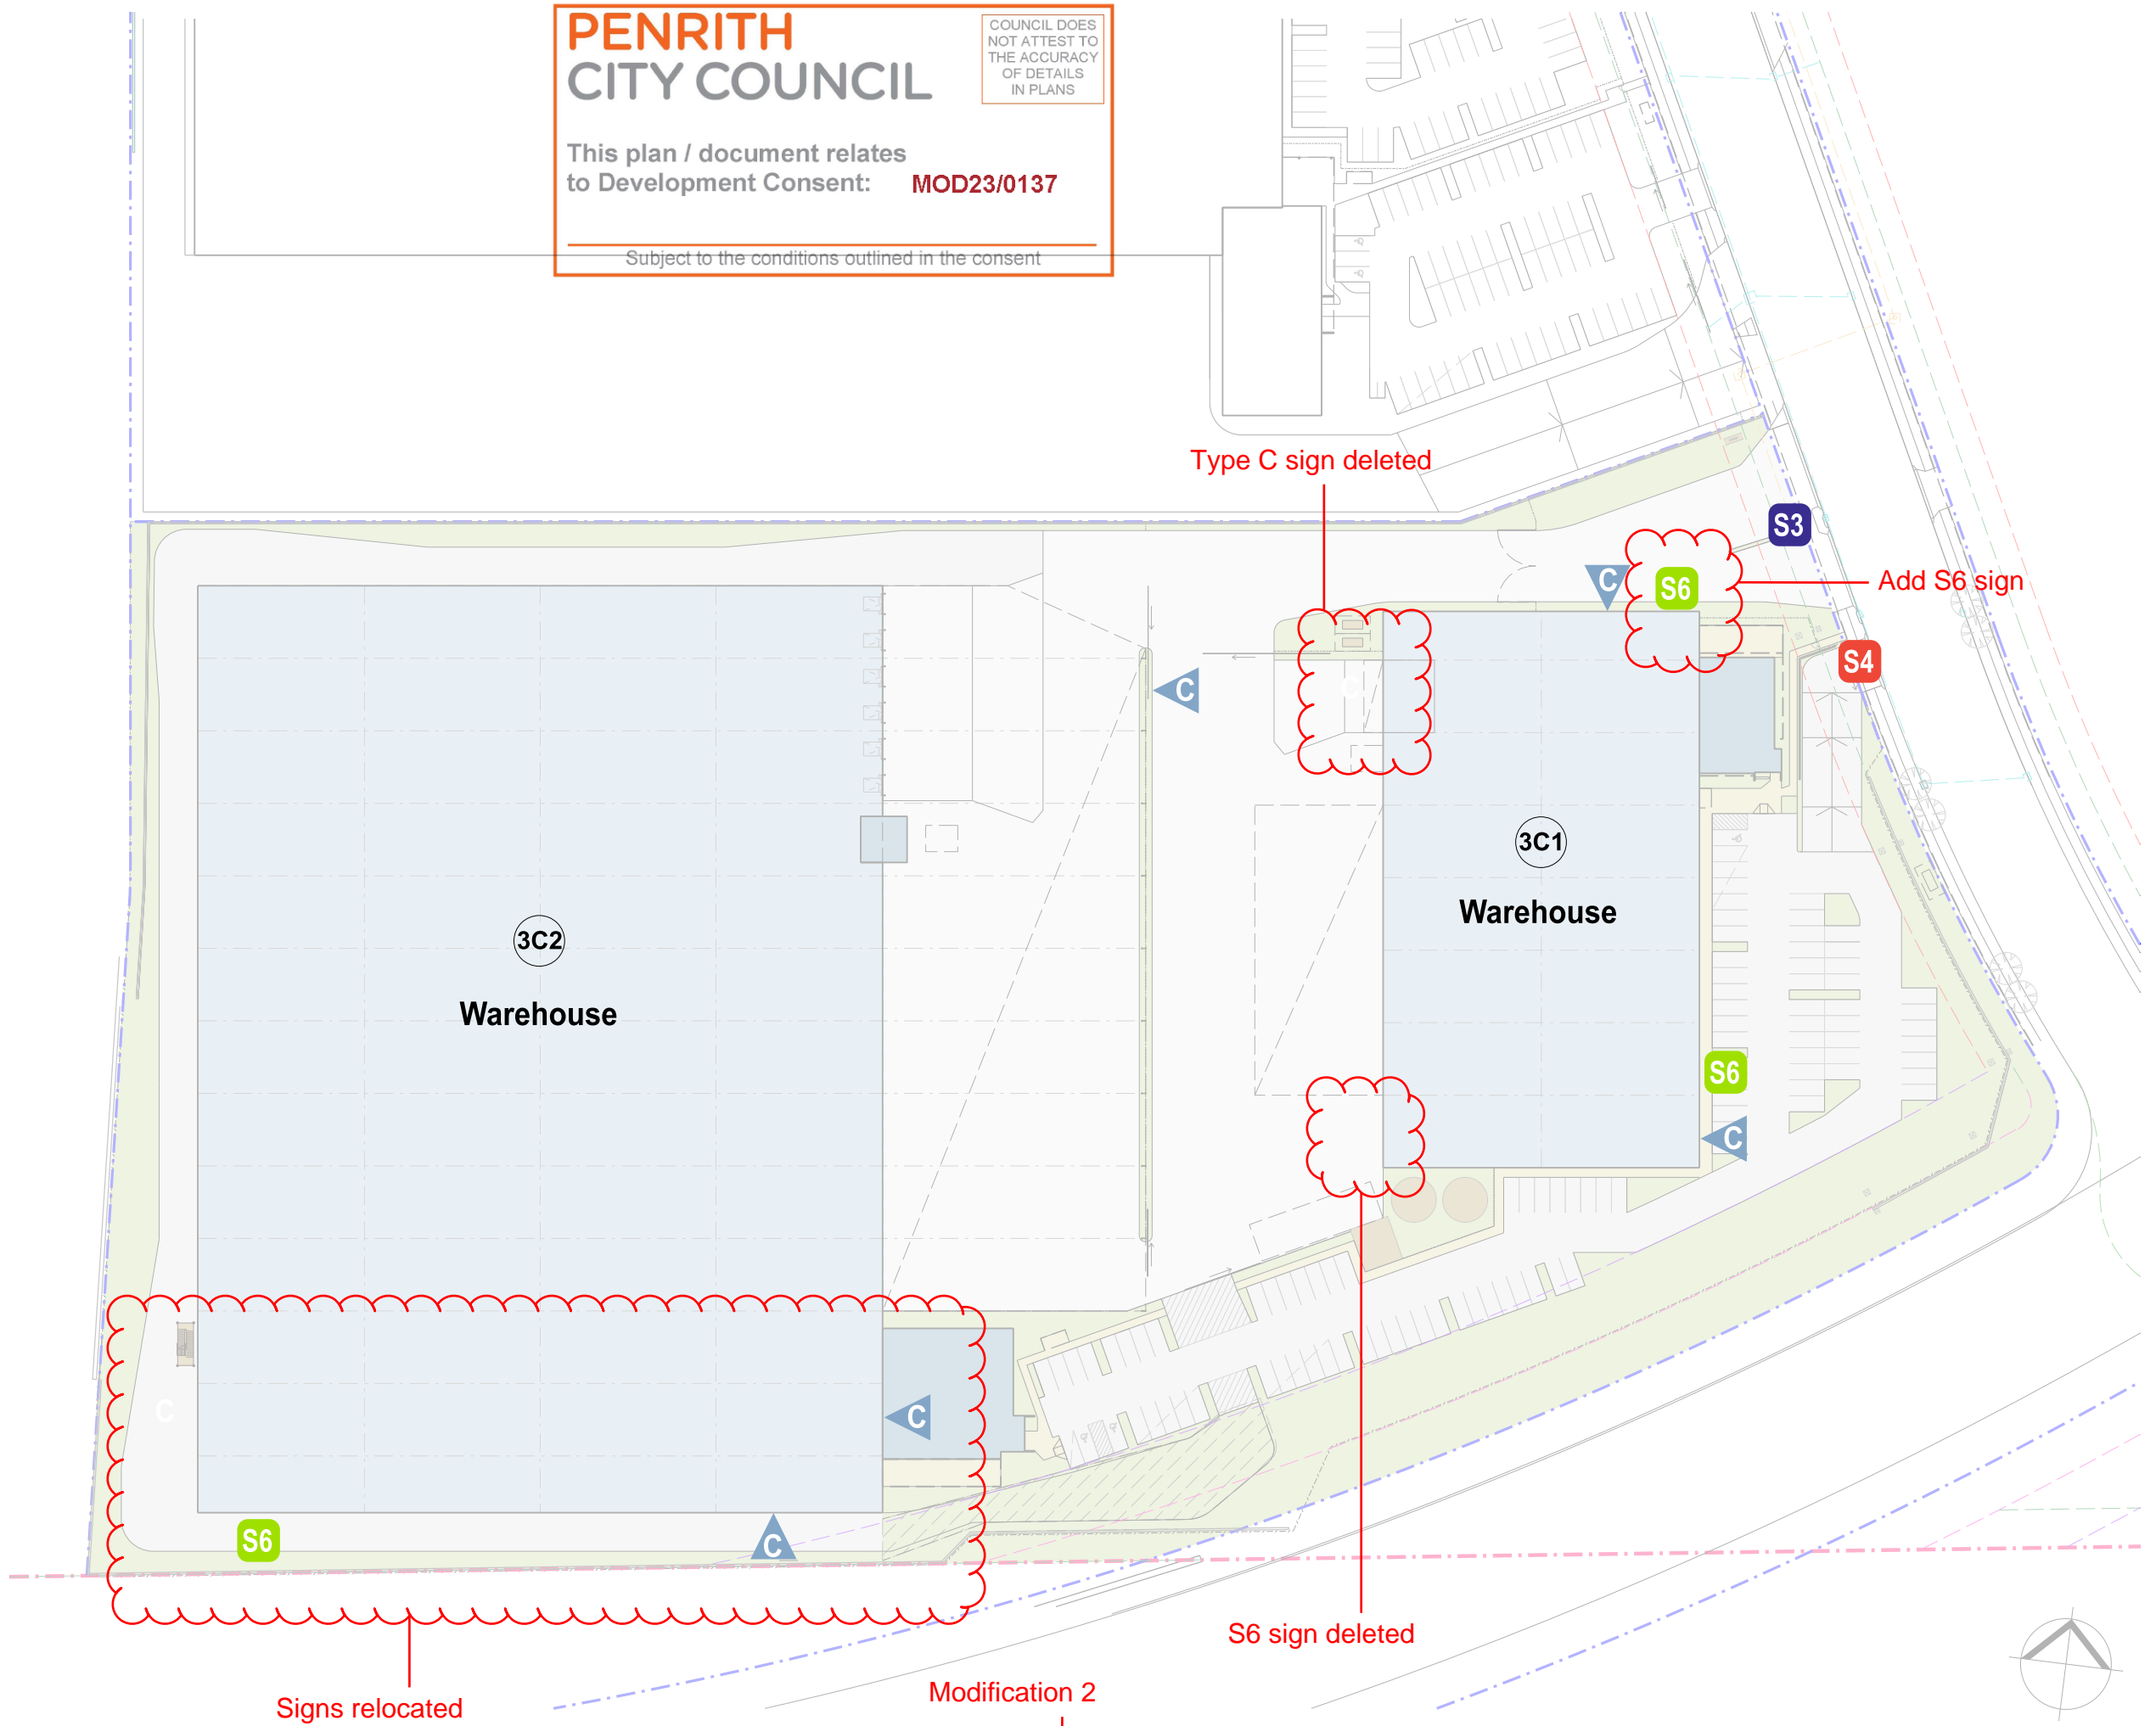 PENRITH
CITY COUNCIL
COUNCIL DOES
NOT ATTEST TO
THE ACCURACY
OF DETAILS
IN PLANS
This plan / document relates
to Development Consent: MOD23/0137
Subject to the conditions outlined in the consent
Type C sign deleted
S3
C
S6
Add S6 sign
S4
C
C
3C1
Warehouse
3C2
Warehouse
S6
C
C
C
S6
C
S6 sign deleted
Signs relocated
Modification 2